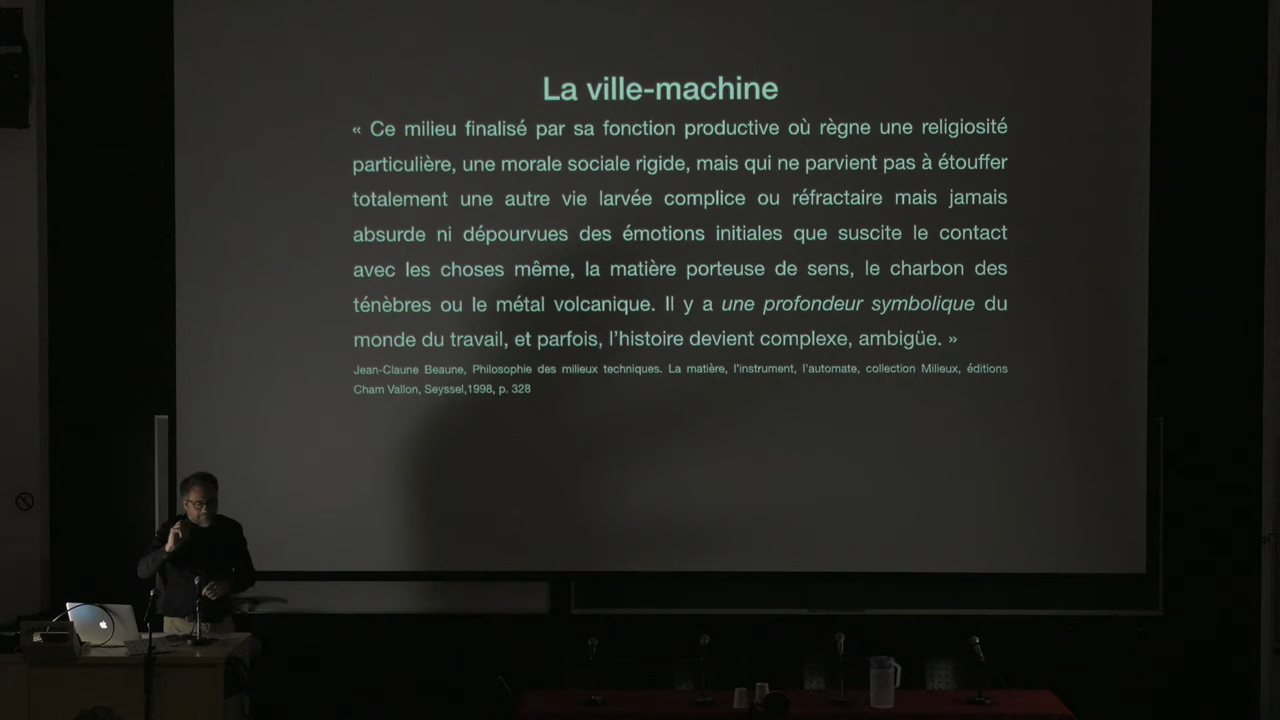 La ville-machine
« Ce milieu finalisé par sa fonction productive où règne une religiosité
particulière, une morale sociale rigide, mais qui ne parvient pas à étouffer
totalement une autre vie larvée complice ou réfractaire mais jamais
absurde ni dépourvues des émotions initiales que suscite le contact
avec les choses même, la matière porteuse de sens, le charbon des
ténèbres ou le métal volcanique. Il y a une profondeur symbolique du
monde du travail, et parfois, l'histoire devient complexe, ambigüe. »
Jean-Claune Beaune, Philosophie des milieux techniques. La matière, l'instrument, l'automate, collection Milieux, éditions
Cham Vallon, Seyssel,1998, p. 328